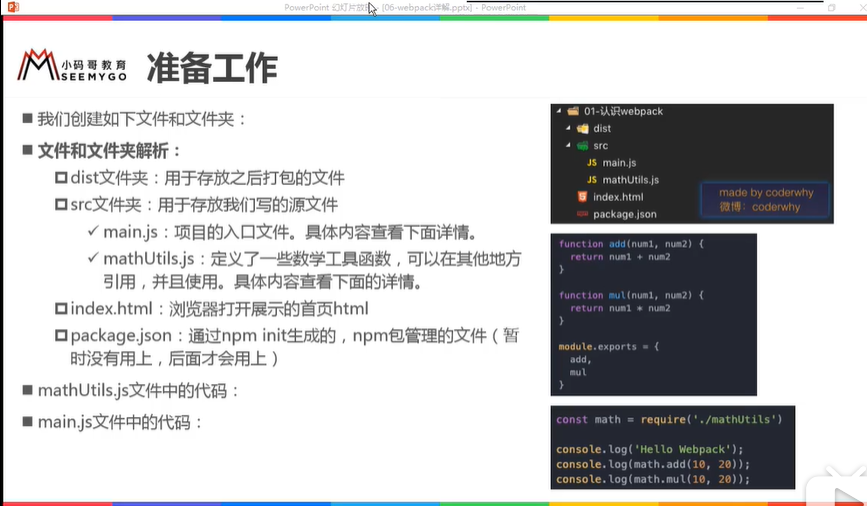 PowerPoint 幻灯片放映 - [06-webpack详解.pptx] - PowerPoint
小码哥教育
SEEMYGO
准备工作
我们创建如下文件和文件夹：
文件和文件夹解析：
dist文件夹：用于存放之后打包的文件
src文件夹：用于存放我们写的源文件
main.js：项目的入口文件。具体内容查看下面详情。
mathUtils.js：定义了一些数学工具函数，可以在其他地方
引用，并且使用。具体内容查看下面的详情。
index.html：浏览器打开展示的首页html
package.json：通过npm init生成的，npm包管理的文件（暂
时没有用上，后面才会用上）
mathUtils.js文件中的代码：
main.js文件中的代码：
01-认识webpack
dist
src
JS main.js
JS mathUtils.js
index.html
package.json
made by coderwhy
微博：coderwhy
function add(num1, num2) {
return num1 + num2
}
function mul(num1, num2) {
return num1 * num2
}
module.exports = {
add,
mul
}
const math = require('./mathUtils')
console.log('Hello Webpack');
console.log(math.add(10, 20));
console.log(math.mul(10, 20));